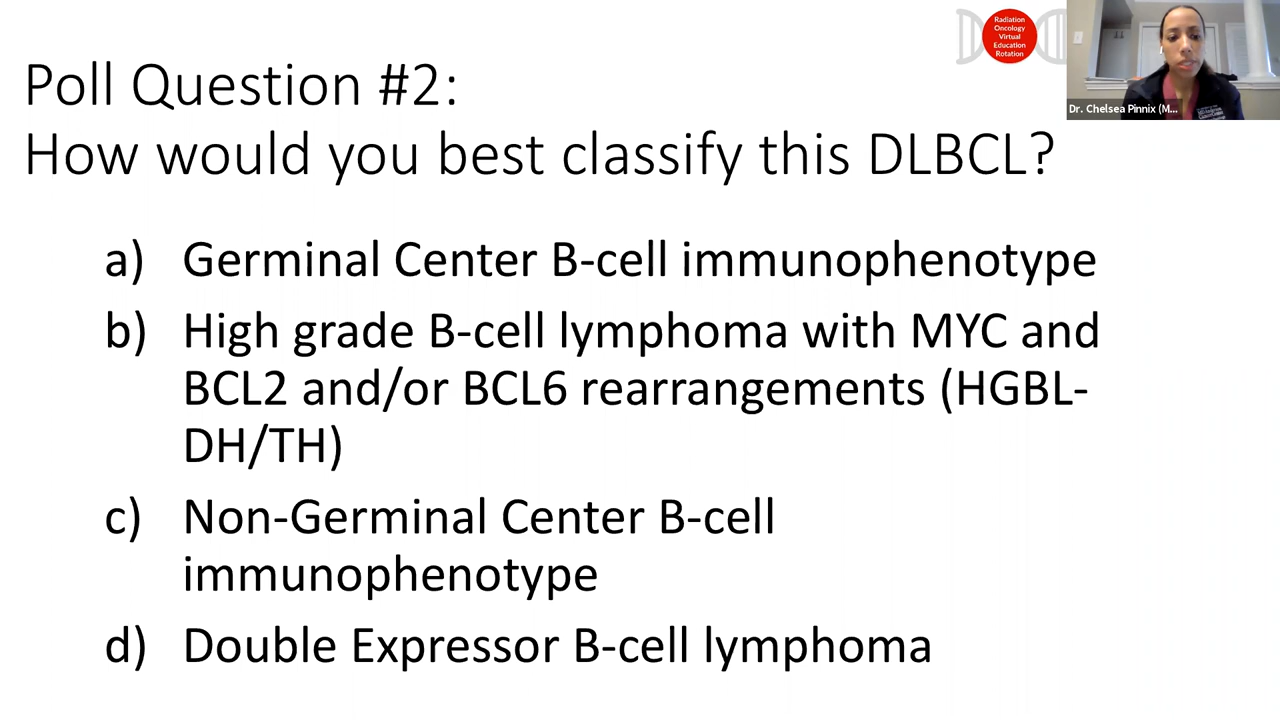 Radiation
Oncology
Virtual
Education
Rotation
Dr. Chelsea Pinnix (M...
Poll Question #2:
How would you best classify this DLBCL?
a) Germinal Center B-cell immunophenotype
b) High grade B-cell lymphoma with MYC and
BCL2 and/or BCL6 rearrangements (HGBL-
DH/TH)
c) Non-Germinal Center B-cell
immunophenotype
d) Double Expressor B-cell lymphoma